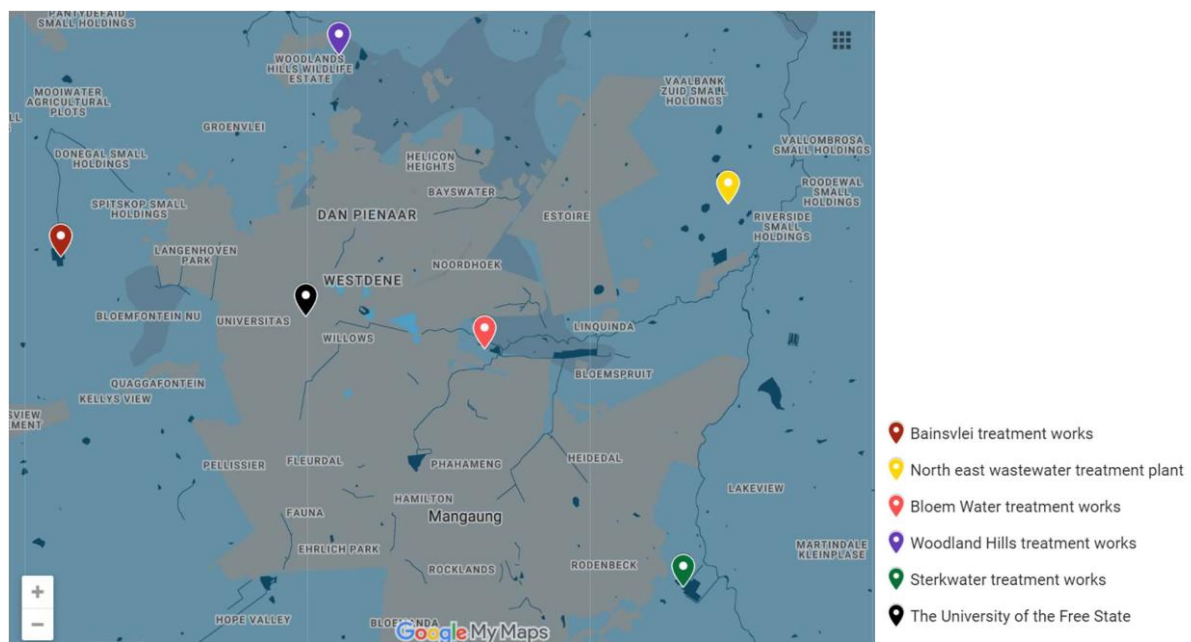 PANTYDEFAID
SMALL HOLDINGS
WOODLANDS
HILLS WILDLIFE
ESTATE
MOOIWATER
AGRICULTURAL
PLOTS
VAALBANK
ZUID SMALL
HOLDINGS
GROENVLEI
VALLOMBROSA
SMALL HOLDINGS
DONEGAL SMALL
HOLDINGS
HELICON
HEIGHTS
ROODEWAL
SMALL
HOLDINGS
BAYSWATER
SPITSKOP SMALL
HOLDINGS
DAN PIENAAR
ESTOIRE
RIVERSIDE
SMALL
HOLDINGS
LANGENHOVEN
PARK
NOORDHOEK
WESTDENE
BLOEMFONTEIN NU
UNIVERSITAS
LINQUINDA
WILLOWS
BLOEMSPRUIT
QUAGGAFONTEIN
KELLYS VIEW
SVIEW
EMENT
PELLISSIER
FLEURDAL
PHAHAMENG
HEIDEDAL
LAKEVIEW
HAMILTON
FAUNA
Mangaung
EHRLICH PARK
MARTINDALE
KLEINPLASE
ROCKLANDS
RODENBECK
HOPE VALLEY
Google My Maps
+
−
Bainsvlei treatment works
North east wastewater treatment plant
Bloem Water treatment works
Woodland Hills treatment works
Sterkwater treatment works
The University of the Free State